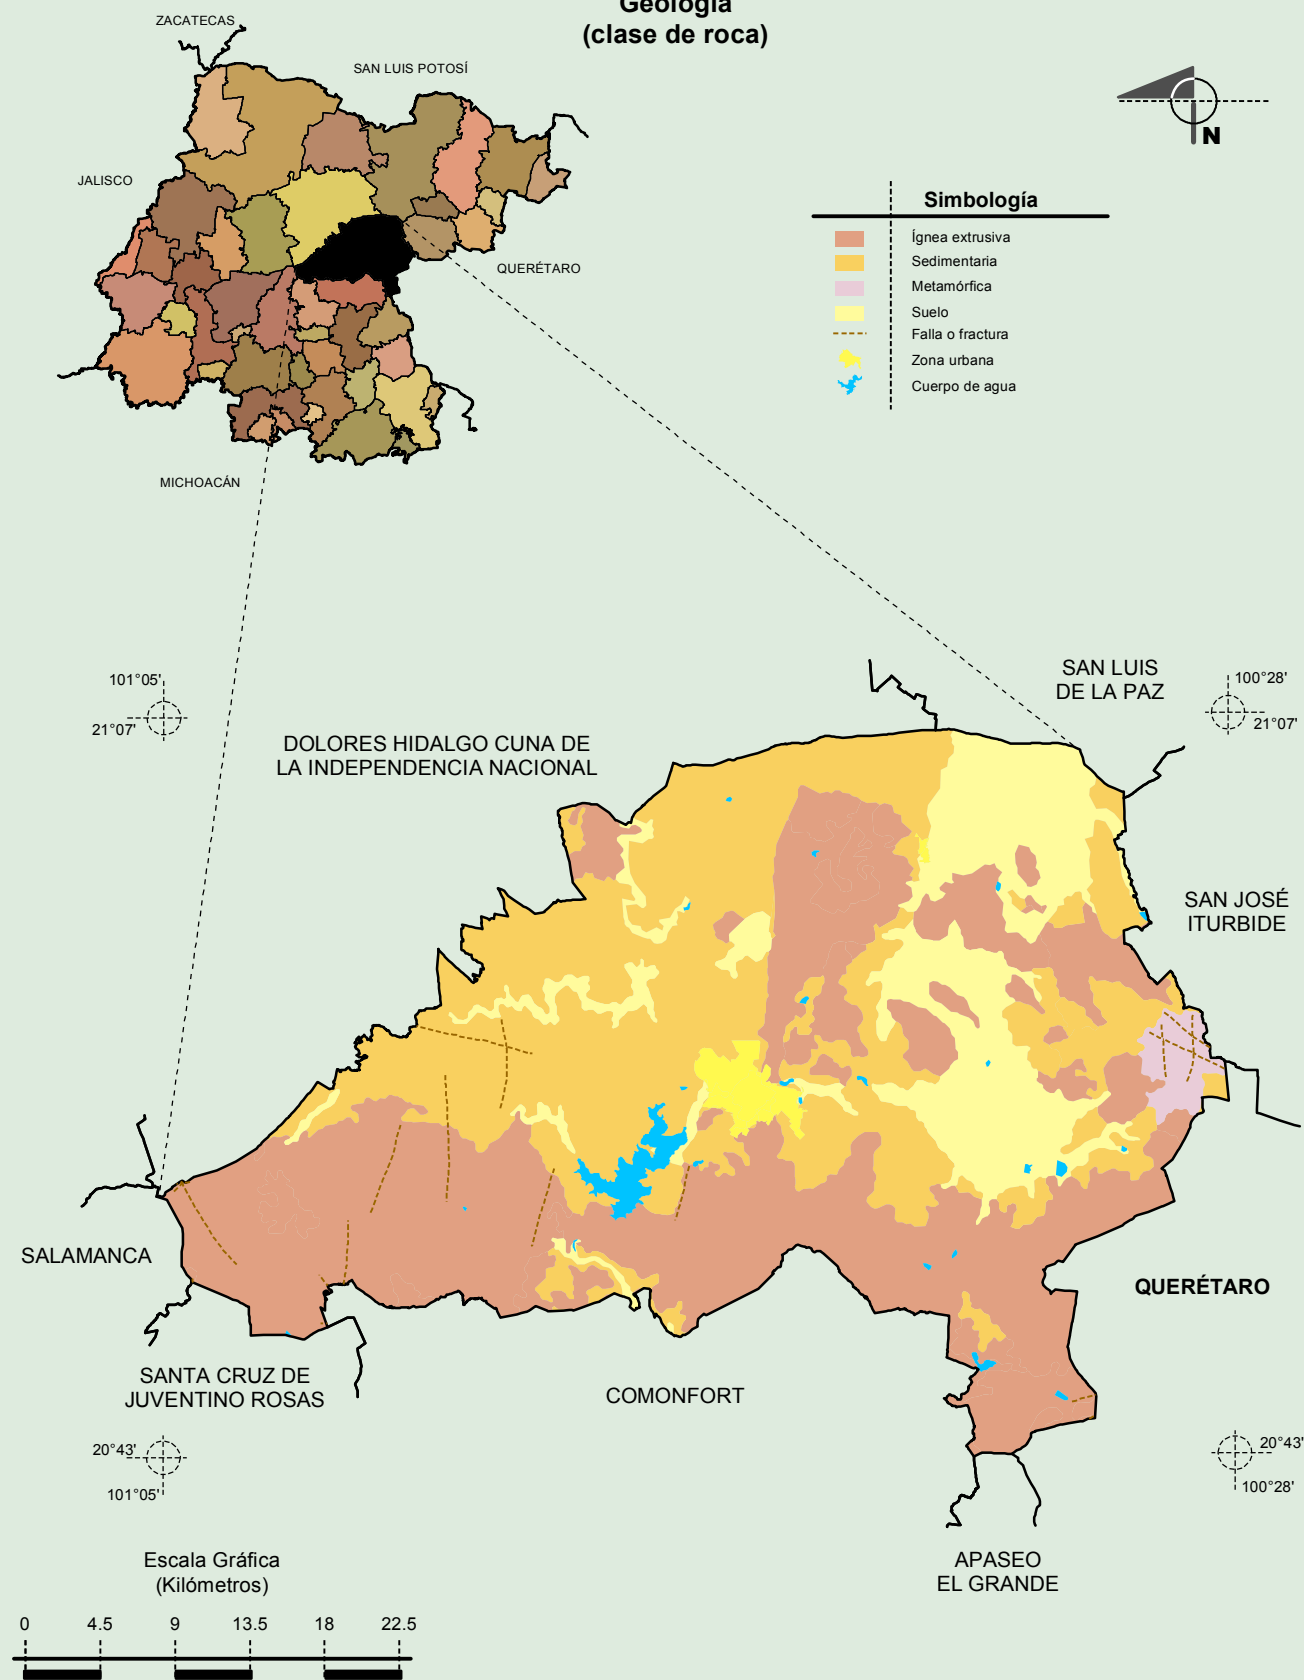 Geología
(clase de roca)
ZACATECAS
SAN LUIS POTOSÍ
JALISCO
QUERÉTARO
MICHOACÁN
N
Simbología
Ígnea extrusiva
Sedimentaria
Metamórfica
Suelo
Falla o fractura
Zona urbana
Cuerpo de agua
101°05'
21°07'
SAN LUIS
DE LA PAZ
100°28'
21°07'
DOLORES HIDALGO CUNA DE
LA INDEPENDENCIA NACIONAL
SAN JOSÉ
ITURBIDE
SALAMANCA
QUERÉTARO
SANTA CRUZ DE
JUVENTINO ROSAS
COMONFORT
20°43'
101°05'
20°43'
100°28'
APASEO
EL GRANDE
Escala Gráfica
(Kilómetros)
0 4.5 9 13.5 18 22.5